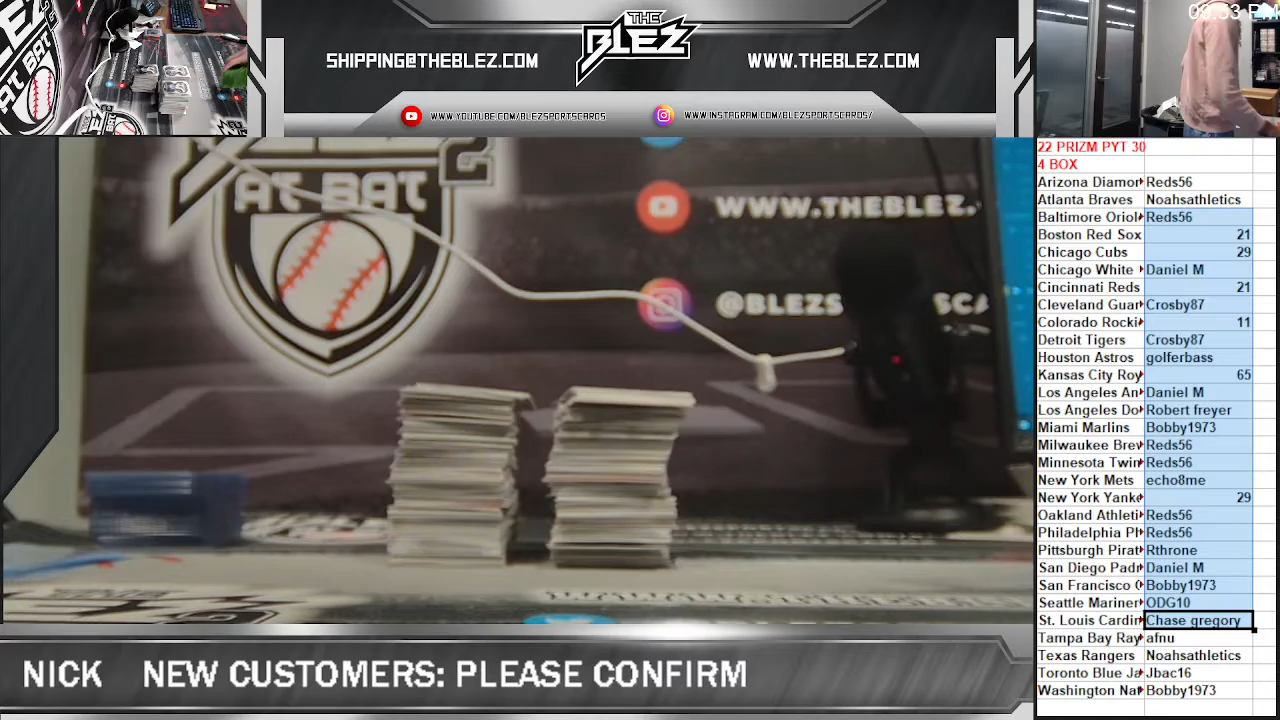 THE
BLEZ
SHIPPING@THEBLEZ.COM
WWW.THEBLEZ.COM
WWW.YOUTUBE.COM/BLEZSPORTSCARDS
WWW.INSTAGRAM.COM/BLEZSPORTSCARDS/
AT BAT
WWW.THEBLEZ.
22 PRIZM PYT 30
4 BOX
Arizona Diamor Reds56
Atlanta Braves Noahsathletics
Baltimore Oriol Reds56
Boston Red Sox 21
Chicago Cubs 29
Chicago White Daniel M
Cincinnati Reds 21
Cleveland Guar Crosby87
Colorado Rocki 11
Detroit Tigers Crosby87
Houston Astros golferbass
Kansas City Roy 65
Los Angeles An Daniel M
Los Angeles Do Robert freyer
Miami Marlins Bobby1973
Milwaukee Brev Reds56
Minnesota Twin Reds56
New York Mets echo8me
New York Yanke 29
Oakland Athleti Reds56
Philadelphia Pl Reds56
Pittsburgh Pirat Rthrone
San Diego Padr Daniel M
San Francisco G Bobby1973
Seattle Mariner ODG10
St. Louis Cardin Chase gregory
Tampa Bay Ray afnu
Texas Rangers Noahsathletics
Toronto Blue Ja Jbac16
Washington Nat Bobby1973
NICK NEW CUSTOMERS: PLEASE CONFIRM